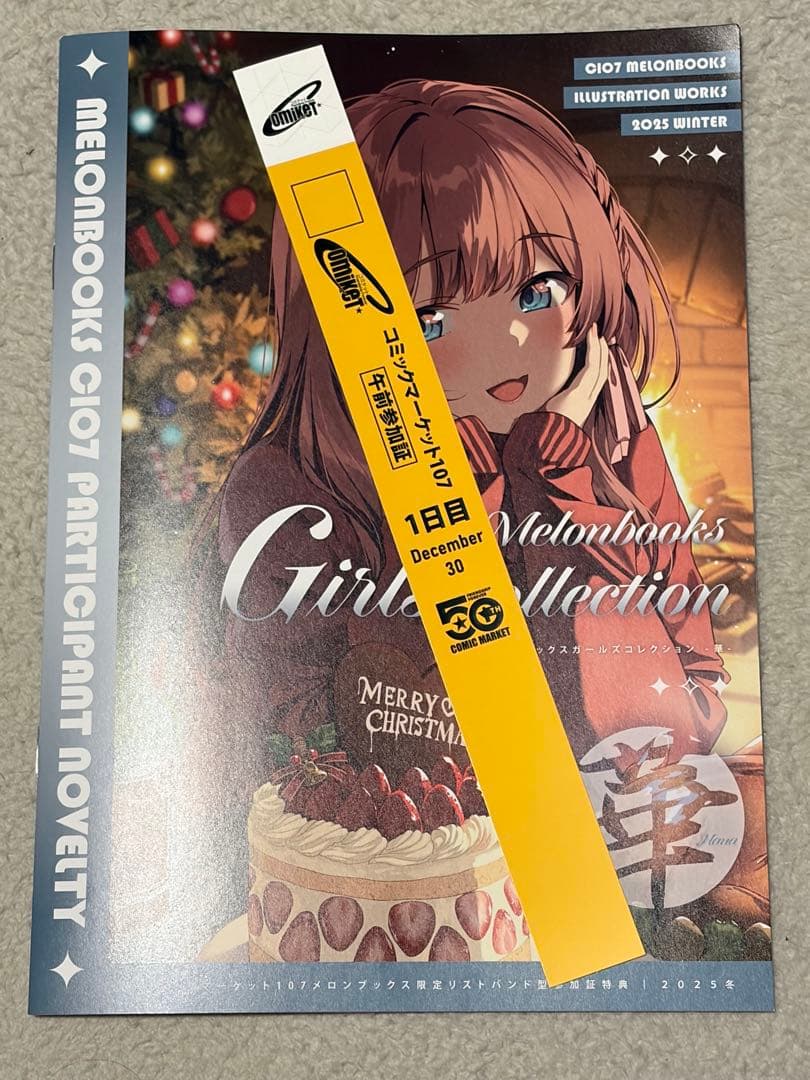 C107 MELONBOOKS
ILLUSTRATION WORKS
2025 WINTER
MELONBOOKS C107 PARTICIPANT NOVELTY
COMIKET
COMIKET
コミックマーケット107
午前参加証
1日目
December
30
FRIENDSHIP
FOREVER
50TH
COMIC MARKET
Melonbooks
Girls Collection
ックスガールズコレクション -華-
MERRY
CHRISTMA
華
Hana
ーケット107メロンブックス限定リストバンド型参加証特典 | 2025冬